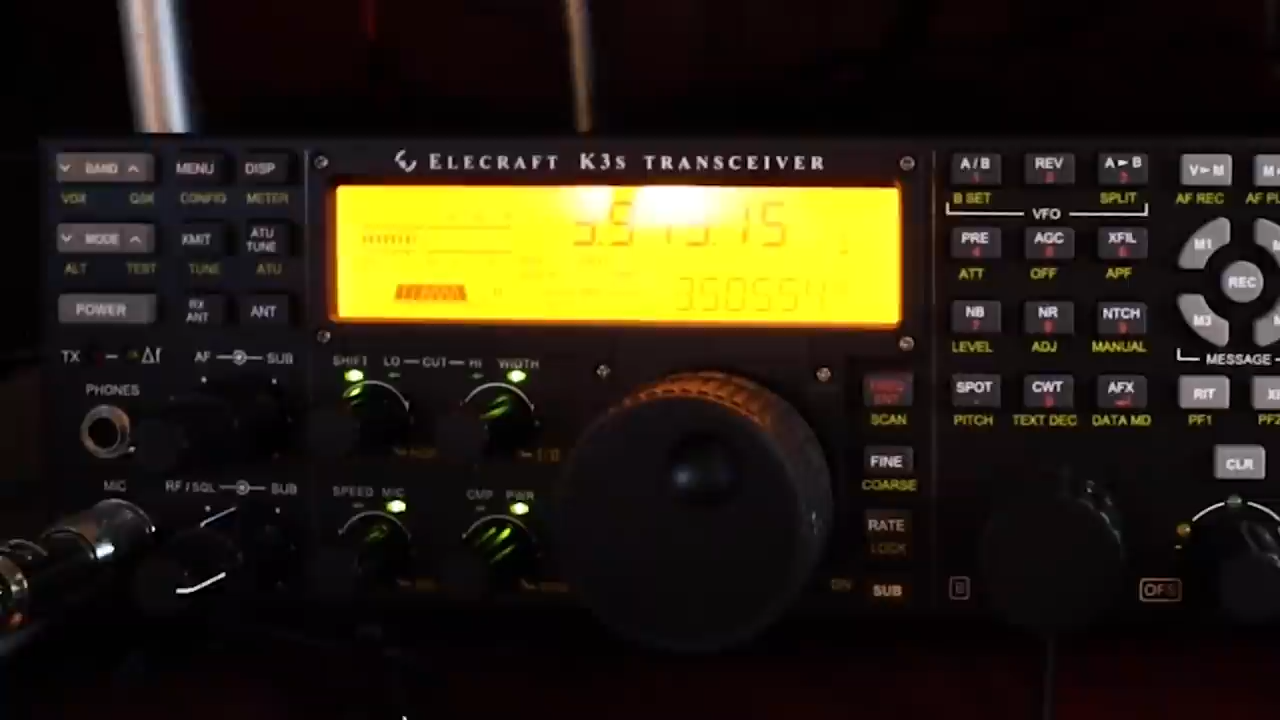 ELECRAFT K3S TRANSCEIVER
BAND MENU DISP
VOX QSK CONFIG METER
MODE XMIT ATU TUNE
ALT TEST TUNE ATU
POWER RX ANT ANT
TX Δf AF SUB
PHONES
MIC RF/SQL SUB
SHIFT LO CUT HI WIDTH
SPEED MIC CMP PWR
A/B REV A►B V►M
B SET SPLIT AF REC
VFO
PRE AGC XFIL M1
ATT OFF APF
REC
NB NR NTCH M3
LEVEL ADJ MANUAL
MESSAGE
SPOT CWT AFX RIT
SCAN PITCH TEXT DEC DATA MD PF1
FINE CLR
COARSE
RATE
LOCK
SUB B OFS